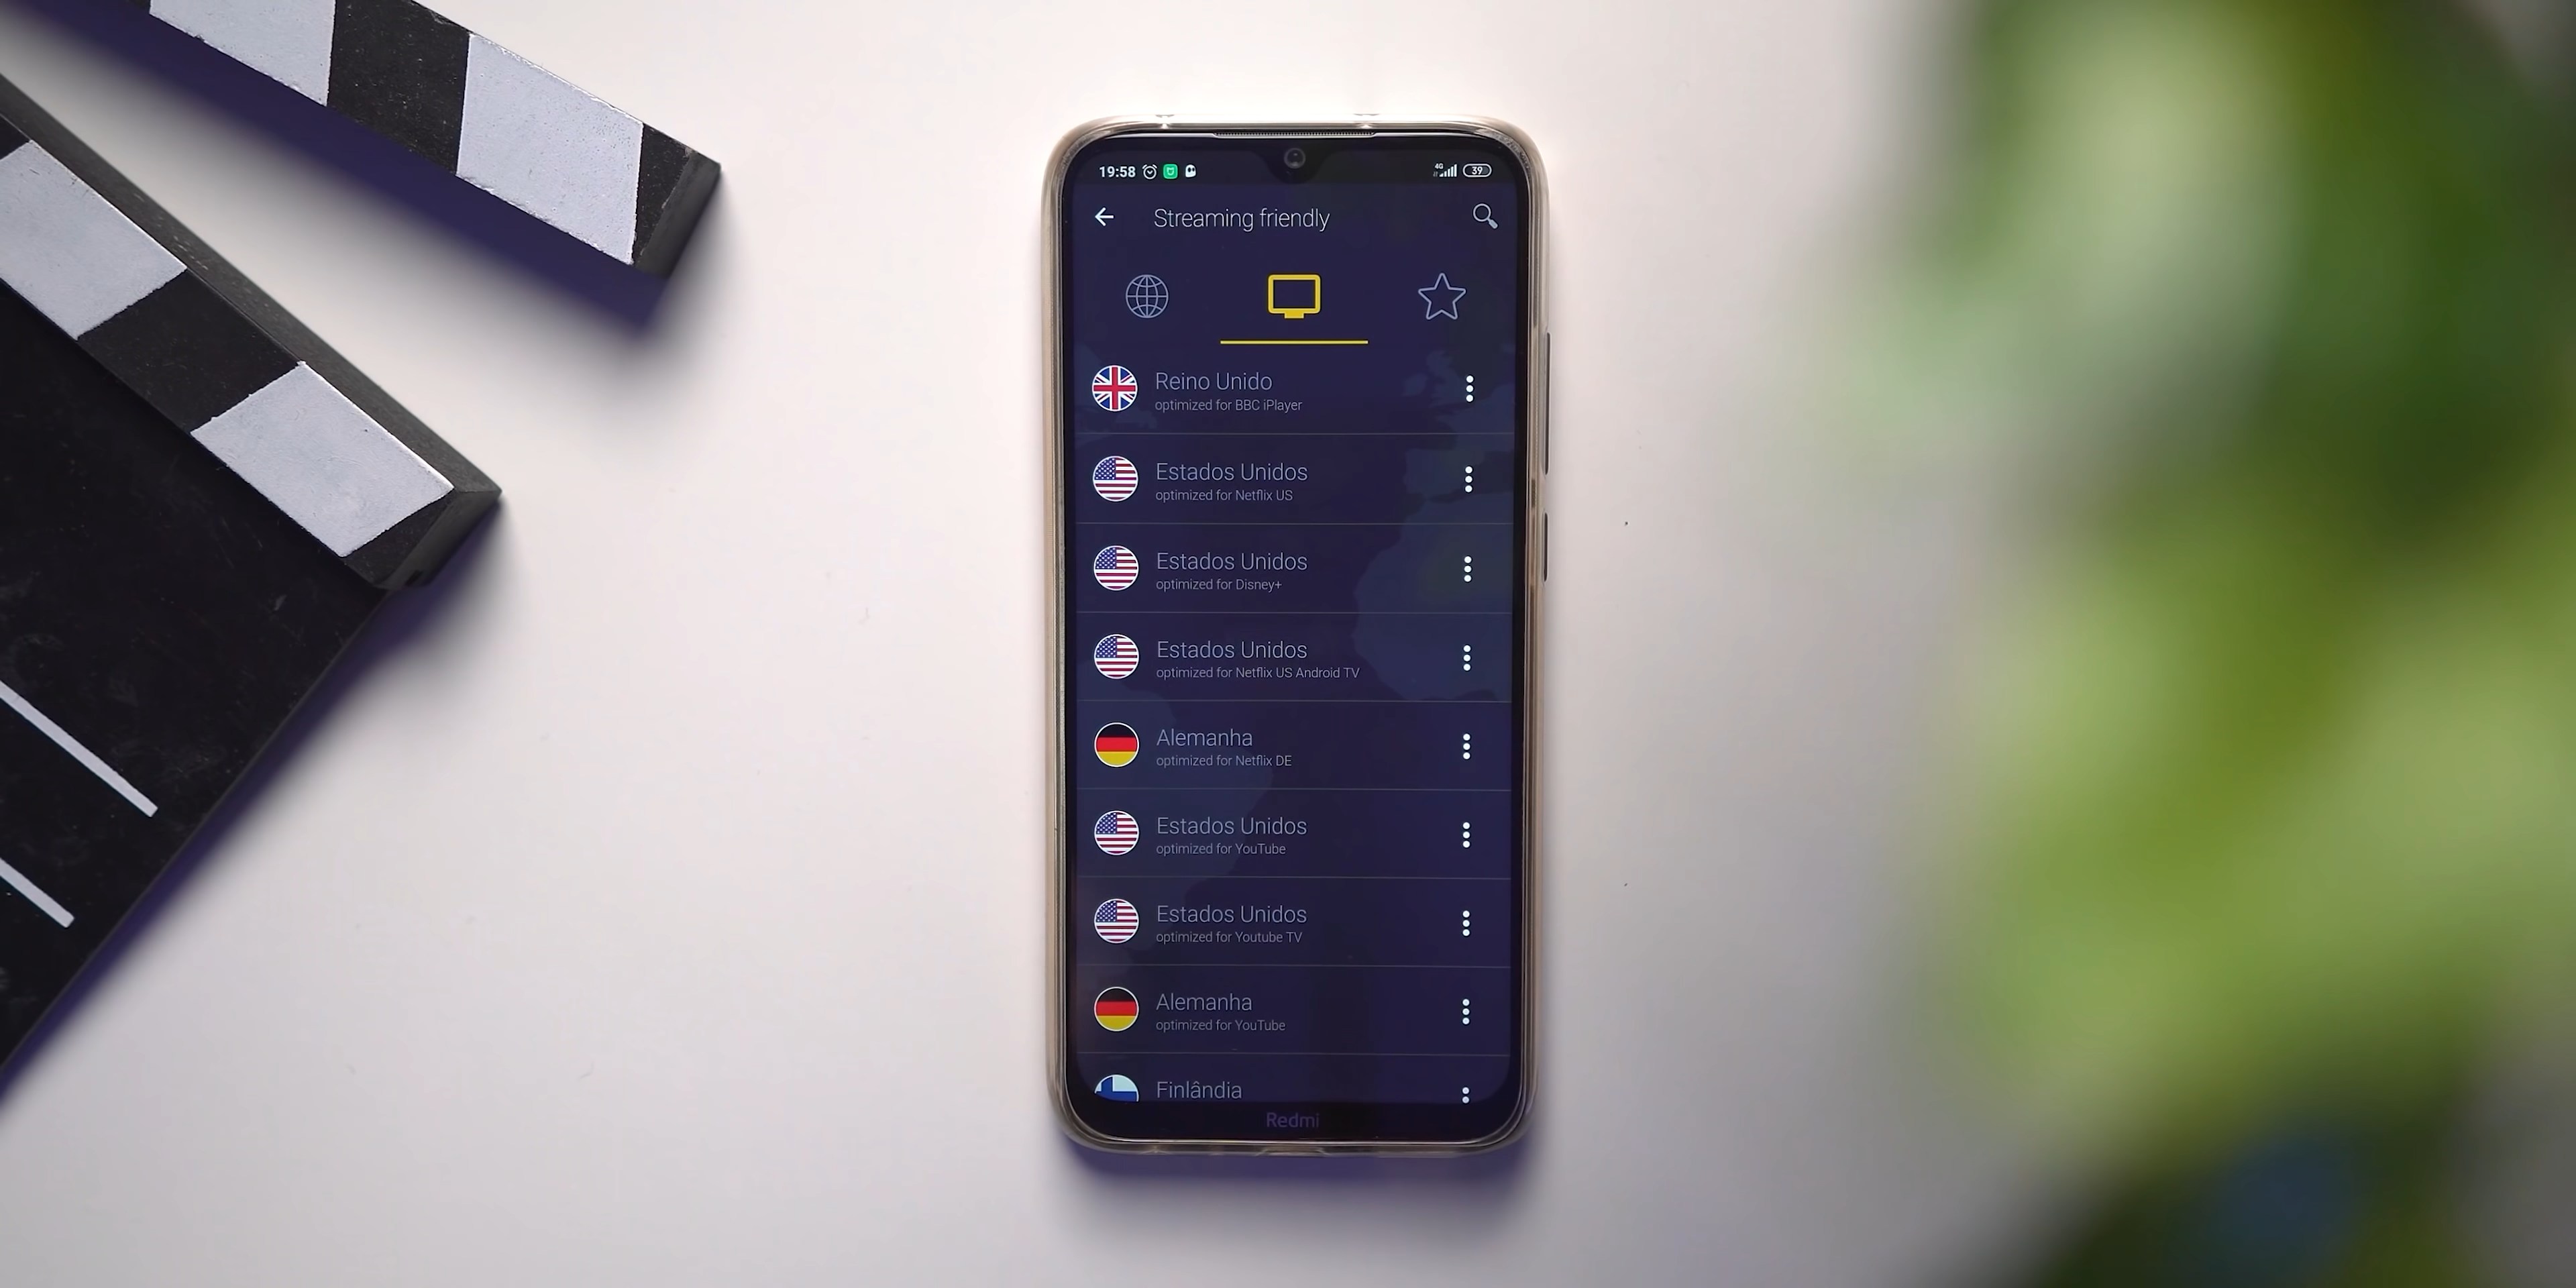 19:58
4G
39
Streaming friendly
Reino Unido
optimized for BBC iPlayer
Estados Unidos
optimized for Netflix US
Estados Unidos
optimized for Disney+
Estados Unidos
optimized for Netflix US Android TV
Alemanha
optimized for Netflix DE
Estados Unidos
optimized for YouTube
Estados Unidos
optimized for Youtube TV
Alemanha
optimized for YouTube
Finlândia
Redmi